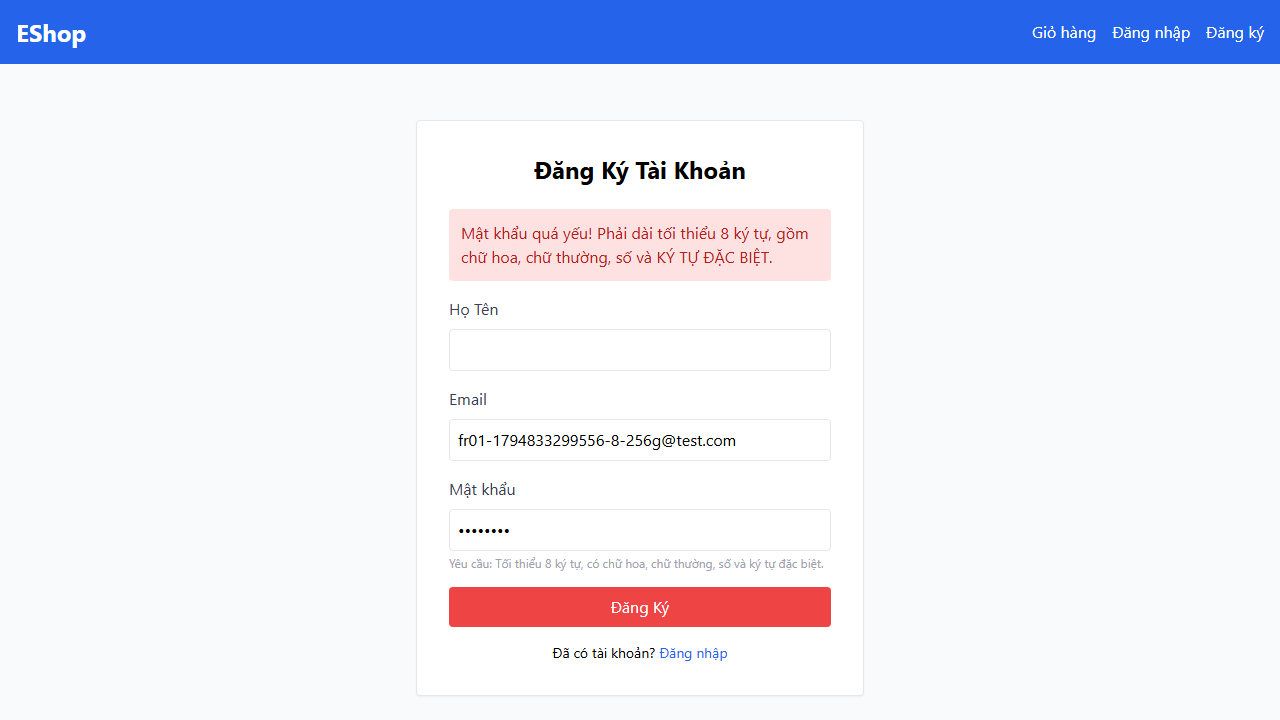 EShop
Giỏ hàng
Đăng nhập
Đăng ký
Đăng Ký Tài Khoản
Mật khẩu quá yếu! Phải dài tối thiểu 8 ký tự, gồm
chữ hoa, chữ thường, số và KÝ TỰ ĐẶC BIỆT.
Họ Tên
Email
fr01-1794833299556-8-256g@test.com
Mật khẩu
••••••••
Yêu cầu: Tối thiểu 8 ký tự, có chữ hoa, chữ thường, số và ký tự đặc biệt.
Đăng Ký
Đã có tài khoản? Đăng nhập